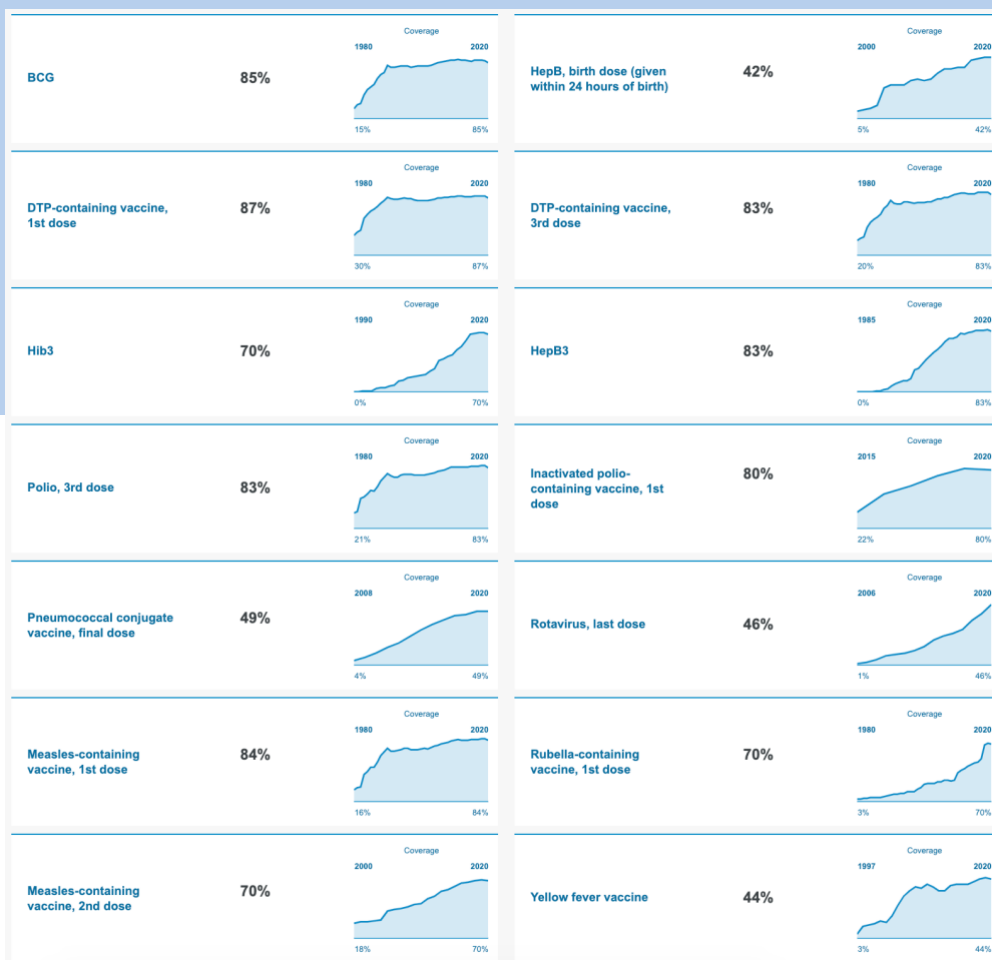 Coverage
1980 2020
BCG 85%
15% 85%
Coverage
2000 2020
HepB, birth dose (given
within 24 hours of birth)
42%
5% 42%
Coverage
1980 2020
DTP-containing vaccine,
1st dose
87%
30% 87%
Coverage
1980 2020
DTP-containing vaccine,
3rd dose
83%
20% 83%
Coverage
1990 2020
Hib3 70%
0% 70%
Coverage
1985 2020
HepB3 83%
0% 83%
Coverage
1980 2020
Polio, 3rd dose 83%
21% 83%
Coverage
2015 2020
Inactivated polio-
containing vaccine, 1st
dose
80%
22% 80%
Coverage
2008 2020
Pneumococcal conjugate
vaccine, final dose
49%
4% 49%
Coverage
2006 2020
Rotavirus, last dose 46%
1% 46%
Coverage
1980 2020
Measles-containing
vaccine, 1st dose
84%
16% 84%
Coverage
1980 2020
Rubella-containing
vaccine, 1st dose
70%
3% 70%
Coverage
2000 2020
Measles-containing
vaccine, 2nd dose
70%
18% 70%
Coverage
1997 2020
Yellow fever vaccine 44%
3% 44%